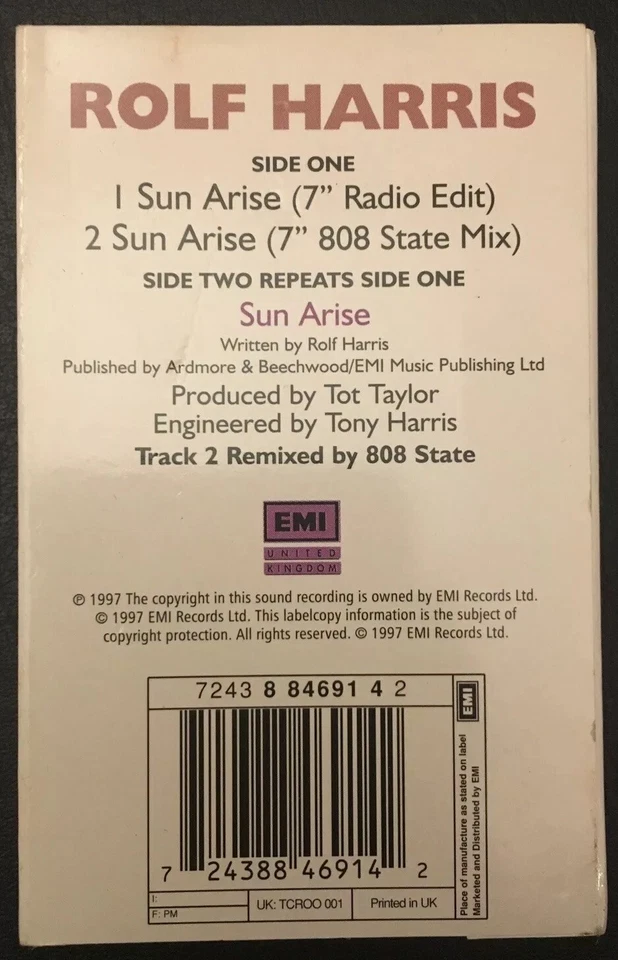 ROLF HARRIS
SIDE ONE
1 Sun Arise (7” Radio Edit)
2 Sun Arise (7” 808 State Mix)
SIDE TWO REPEATS SIDE ONE
Sun Arise
Written by Rolf Harris
Published by Ardmore & Beechwood/EMI Music Publishing Ltd
Produced by Tot Taylor
Engineered by Tony Harris
Track 2 Remixed by 808 State
EMI
UNITED
KINGDOM
℗ 1997 The copyright in this sound recording is owned by EMI Records Ltd.
© 1997 EMI Records Ltd. This labelcopy information is the subject of
copyright protection. All rights reserved. © 1997 EMI Records Ltd.
7243 8 84691 4 2
7 24388 46914 2
I:
F: PM
UK: TCROO 001
Printed in UK
EMI
Place of manufacture as stated on label
Marketed and Distributed by EMI